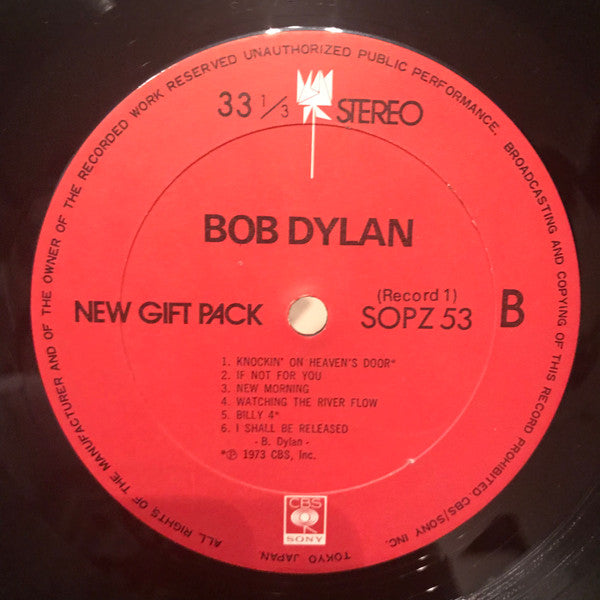 ALL RIGHTS OF THE MANUFACTURER AND OF THE OWNER OF THE RECORDED WORK RESERVED UNAUTHORIZED PUBLIC PERFORMANCE. BROADCASTING AND COPYING OF THIS RECORD PROHIBITED. CBS/SONY INC.
TOKYO JAPAN.
33 1/3 STEREO
BOB DYLAN
NEW GIFT PACK
(Record 1)
SOPZ 53
B
1. KNOCKIN' ON HEAVEN'S DOOR*
2. IF NOT FOR YOU
3. NEW MORNING
4. WATCHING THE RIVER FLOW
5. BILLY 4*
6. I SHALL BE RELEASED
- B. Dylan -
*℗ 1973 CBS, Inc.
CBS
SONY